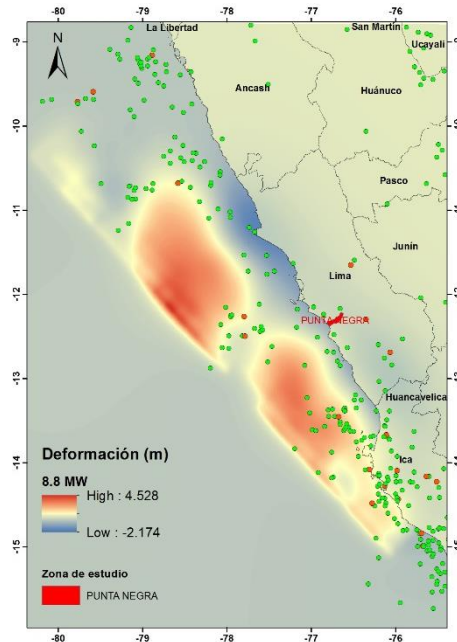 -80 -79 -78 -77 -76
-9
-10
-11
-12
-13
-14
-15
N
La Libertad
San Martín
Ucayali
Ancash
Huánuco
Pasco
Junín
Lima
PUNTA NEGRA
Huancavelica
Ica
Deformación (m)
8.8 MW
High : 4.528
Low : -2.174
Zona de estudio
PUNTA NEGRA
-80 -79 -78 -77 -76